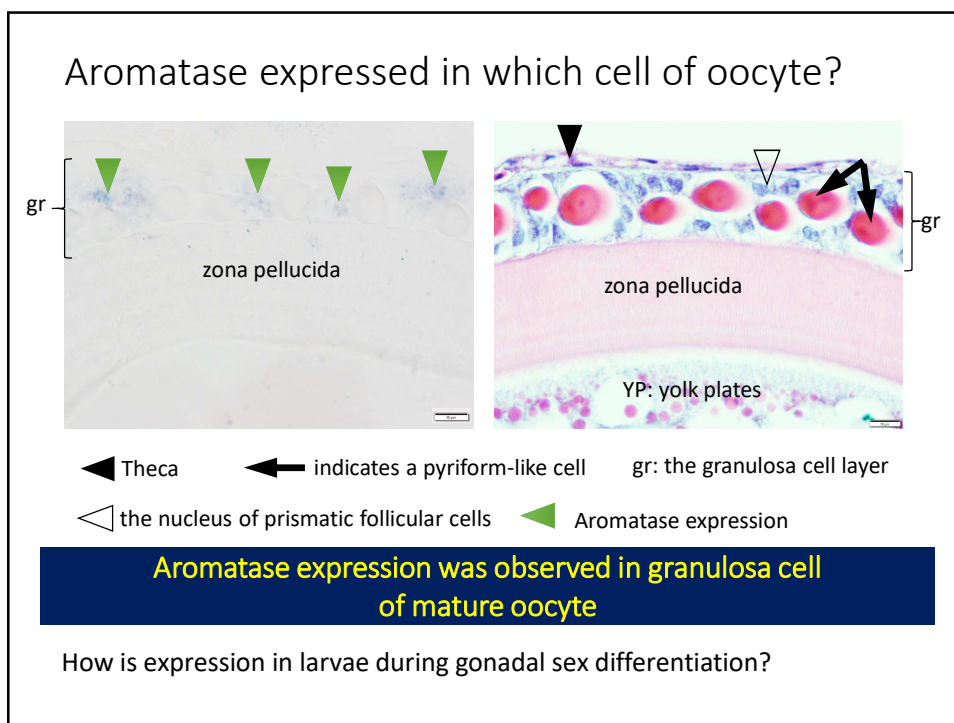 Aromatase expressed in which cell of oocyte?
gr
zona pellucida
gr
zona pellucida
YP: yolk plates
Theca
indicates a pyriform-like cell
gr: the granulosa cell layer
the nucleus of prismatic follicular cells
Aromatase expression
Aromatase expression was observed in granulosa cell
of mature oocyte
How is expression in larvae during gonadal sex differentiation?